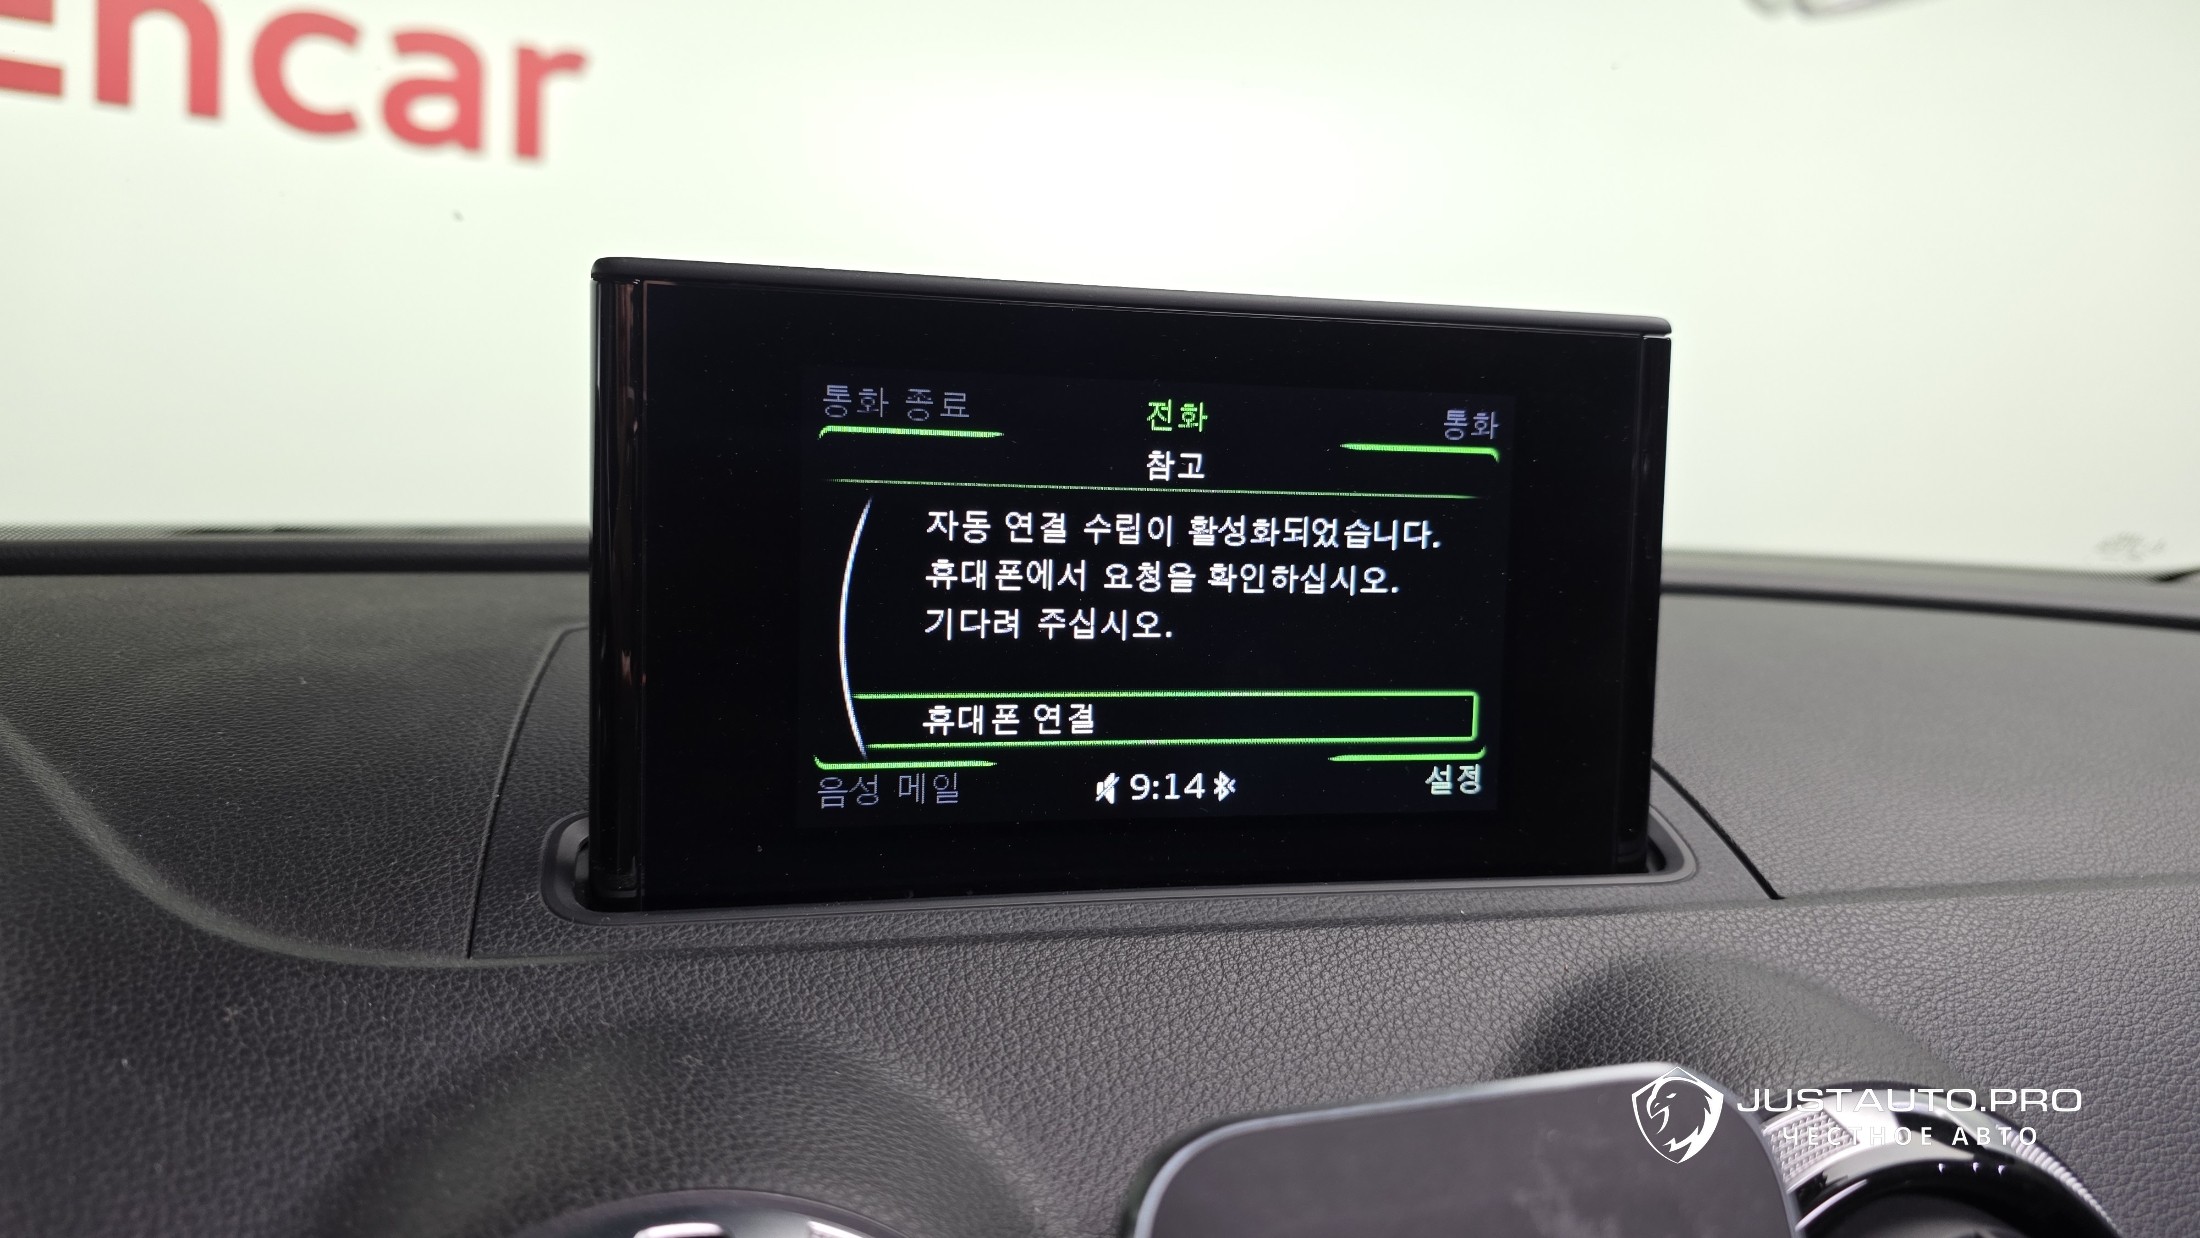 encar
통화 종료
전화
통화
참고
자동 연결 수립이 활성화되었습니다.
휴대폰에서 요청을 확인하십시오.
기다려 주십시오.
휴대폰 연결
음성 메일
9:14
설정
JUSTAUTO.PRO
ЧЕСТНОЕ АВТО